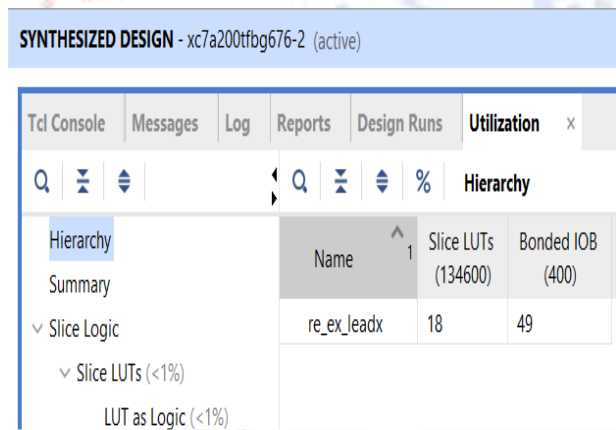 SYNTHESIZED DESIGN - xc7a200tfbg676-2 (active)
Tcl Console Messages Log Reports Design Runs Utilization ×
% Hierarchy
Hierarchy
Summary
Slice Logic
Slice LUTs (<1%)
LUT as Logic (<1%)
Name 1 Slice LUTs (134600) Bonded IOB (400)
re_ex_leadx 18 49